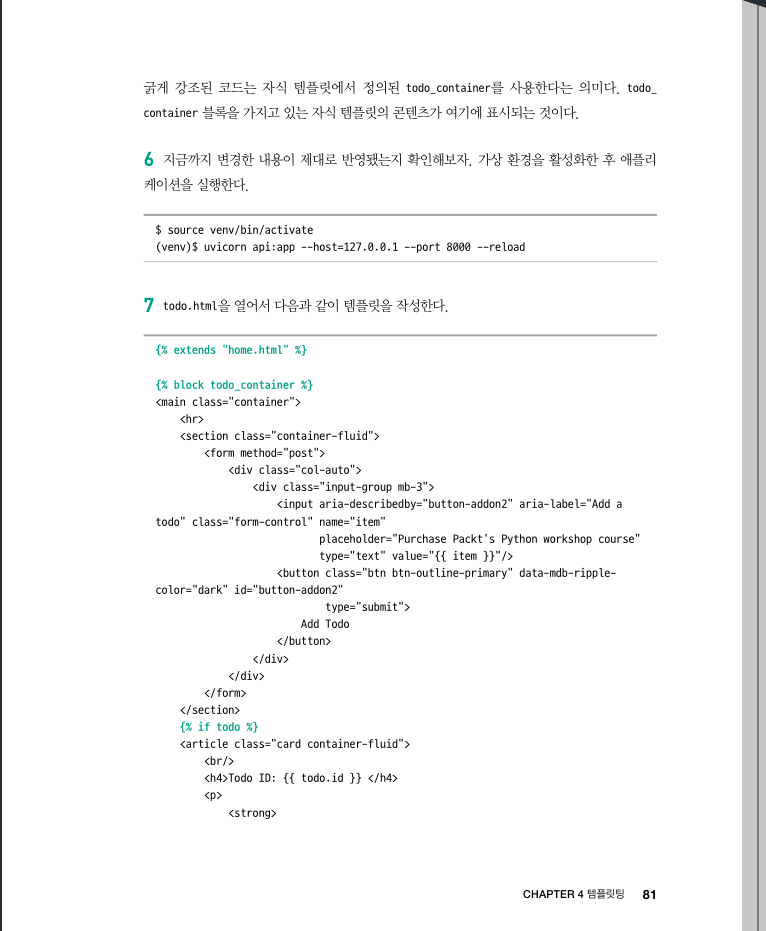 굵게 강조된 코드는 자식 템플릿에서 정의된 todo_container를 사용한다는 의미다. todo_
container 블록을 가지고 있는 자식 템플릿의 콘텐츠가 여기에 표시되는 것이다.
6 지금까지 변경한 내용이 제대로 반영됐는지 확인해보자. 가상 환경을 활성화한 후 애플리
케이션을 실행한다.
$ source venv/bin/activate
(venv)$ uvicorn api:app --host=127.0.0.1 --port 8000 --reload
7 todo.html을 열어서 다음과 같이 템플릿을 작성한다.
{% extends "home.html" %}
{% block todo_container %}
<main class="container">
    <hr>
    <section class="container-fluid">
        <form method="post">
            <div class="col-auto">
                <div class="input-group mb-3">
                    <input aria-describedby="button-addon2" aria-label="Add a
todo" class="form-control" name="item"
                           placeholder="Purchase Packt's Python workshop course"
                           type="text" value="{{ item }}"/>
                    <button class="btn btn-outline-primary" data-mdb-ripple-
color="dark" id="button-addon2"
                            type="submit">
                        Add Todo
                    </button>
                </div>
            </div>
        </form>
    </section>
    {% if todo %}
    <article class="card container-fluid">
        <br/>
        <h4>Todo ID: {{ todo.id }} </h4>
        <p>
            <strong>
CHAPTER 4 템플릿팅 81